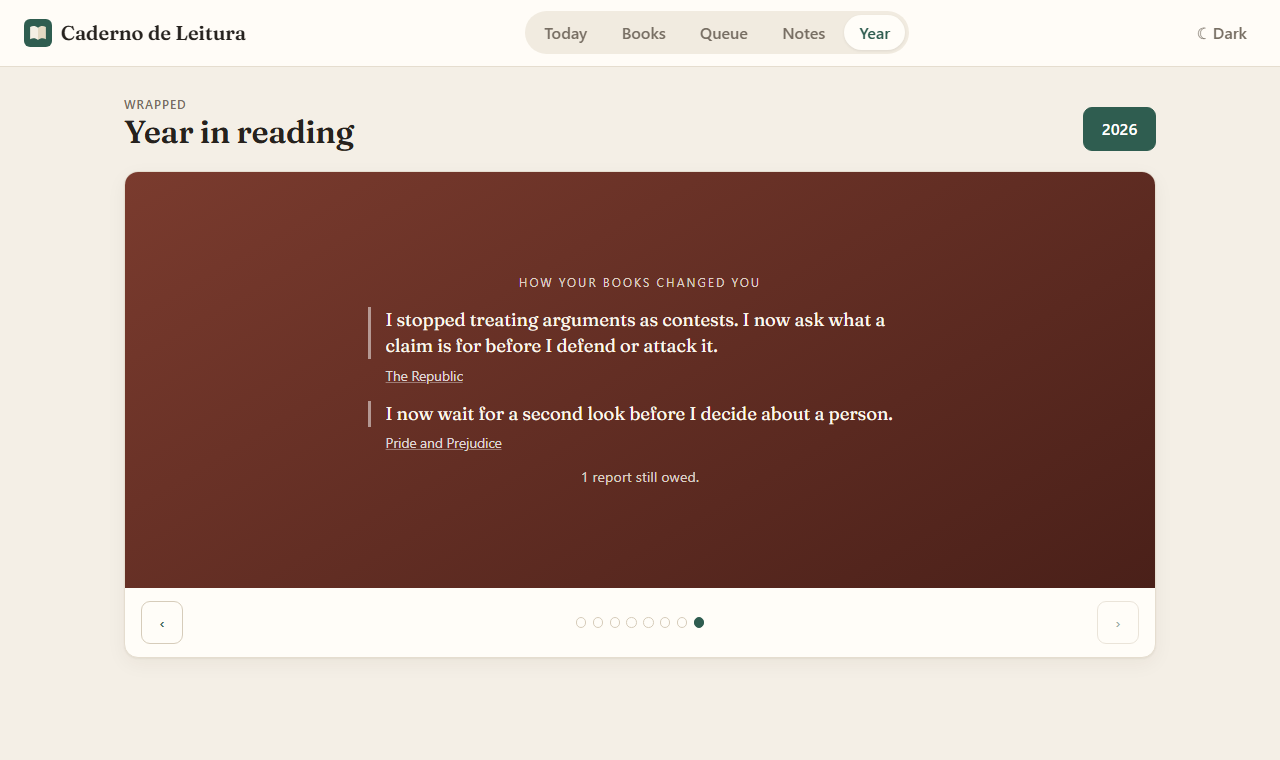 Caderno de Leitura
Today
Books
Queue
Notes
Year
☾ Dark
WRAPPED
Year in reading
2026
HOW YOUR BOOKS CHANGED YOU
I stopped treating arguments as contests. I now ask what a
claim is for before I defend or attack it.
The Republic
I now wait for a second look before I decide about a person.
Pride and Prejudice
1 report still owed.
‹
›